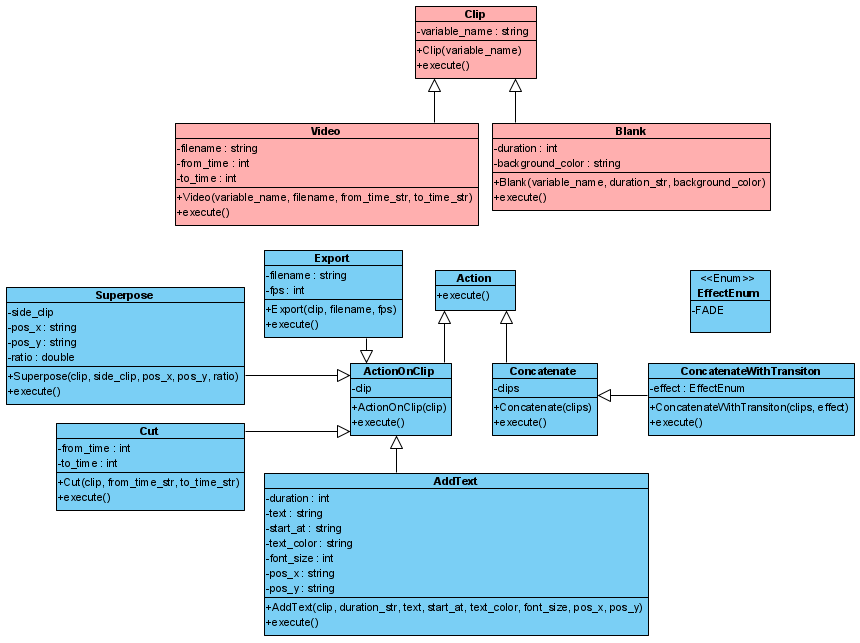 Clip
-variable_name : string
+Clip(variable_name)
+execute()
Video
-filename : string
-from_time : int
-to_time : int
+Video(variable_name, filename, from_time_str, to_time_str)
+execute()
Blank
-duration : int
-background_color : string
+Blank(variable_name, duration_str, background_color)
+execute()
Export
-filename : string
-fps : int
+Export(clip, filename, fps)
+execute()
Action
+execute()
<<Enum>>
EffectEnum
-FADE
Superpose
-side_clip
-pos_x : string
-pos_y : string
-ratio : double
+Superpose(clip, side_clip, pos_x, pos_y, ratio)
+execute()
ActionOnClip
-clip
+ActionOnClip(clip)
+execute()
Concatenate
-clips
+Concatenate(clips)
+execute()
ConcatenateWithTransiton
-effect : EffectEnum
+ConcatenateWithTransiton(clips, effect)
+execute()
Cut
-from_time : int
-to_time : int
+Cut(clip, from_time_str, to_time_str)
+execute()
AddText
-duration : int
-text : string
-start_at : string
-text_color : string
-font_size : int
-pos_x : string
-pos_y : string
+AddText(clip, duration_str, text, start_at, text_color, font_size, pos_x, pos_y)
+execute()